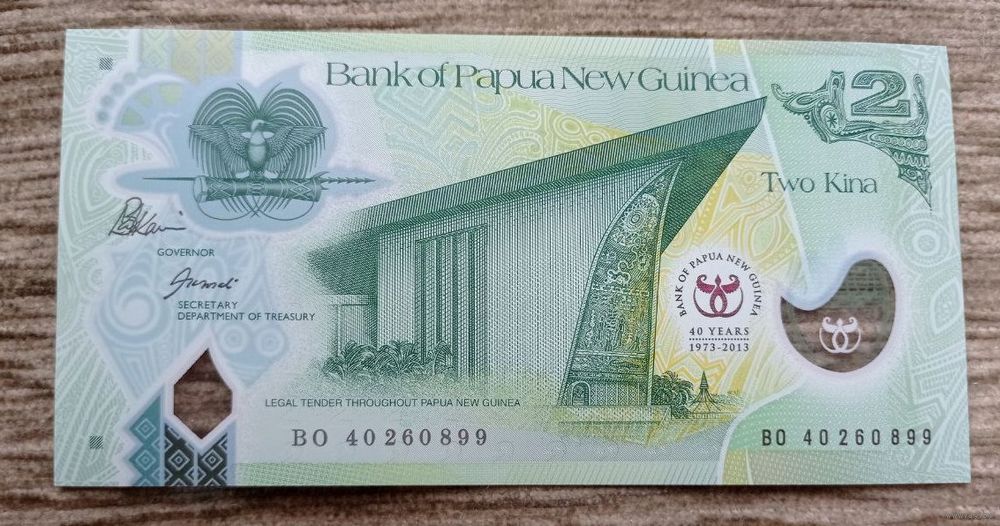 Bank of Papua New Guinea
2
Two Kina
GOVERNOR
SECRETARY
DEPARTMENT OF TREASURY
BANK OF PAPUA NEW GUINEA
40 YEARS
1973-2013
LEGAL TENDER THROUGHOUT PAPUA NEW GUINEA
BO 40260899
BO 40260899